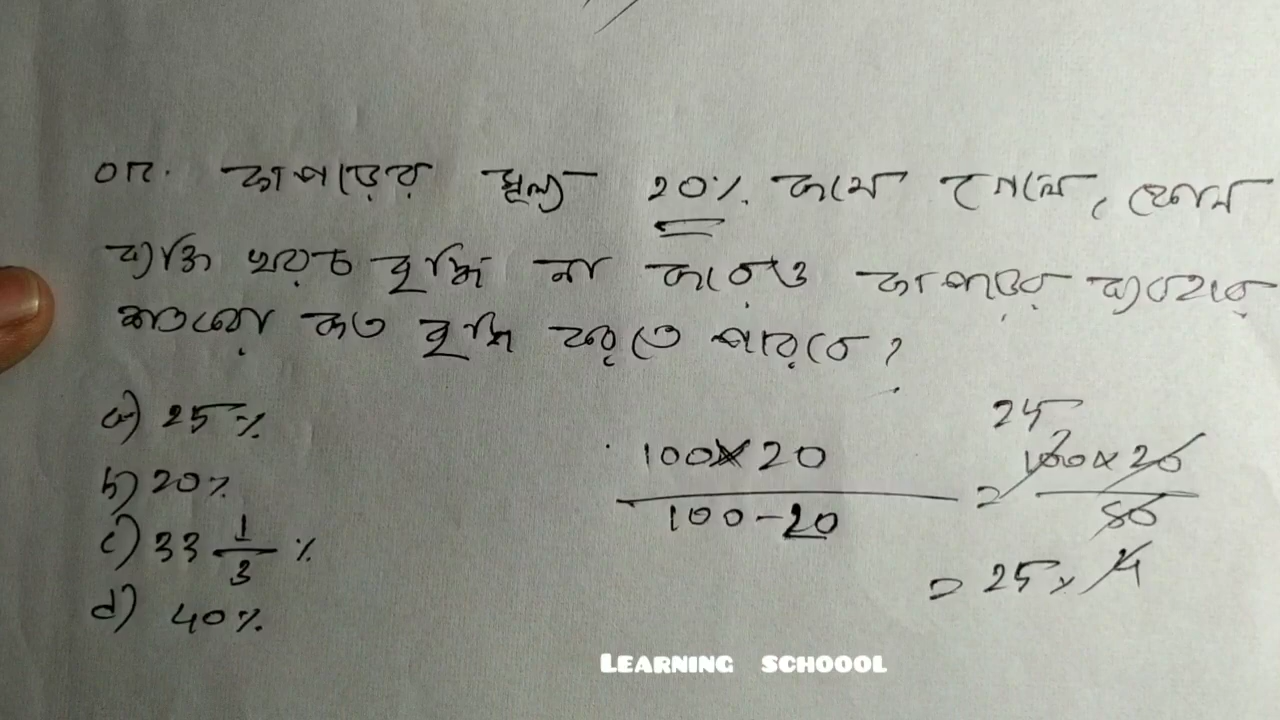 ০৮. কাপড়ের মূল্য 20% কমে গেলে, কোন
ব্যক্তি খরচ বৃদ্ধি না করেও কাপড়ের ব্যবহার
শতকরা কত বৃদ্ধি করতে পারবে?
a) 25%
b) 20%
c) 33 1/3 %
d) 40%
100×20 / 100-20 = 100×20 / 80
25
= 25%
LEARNING SCHOOOL